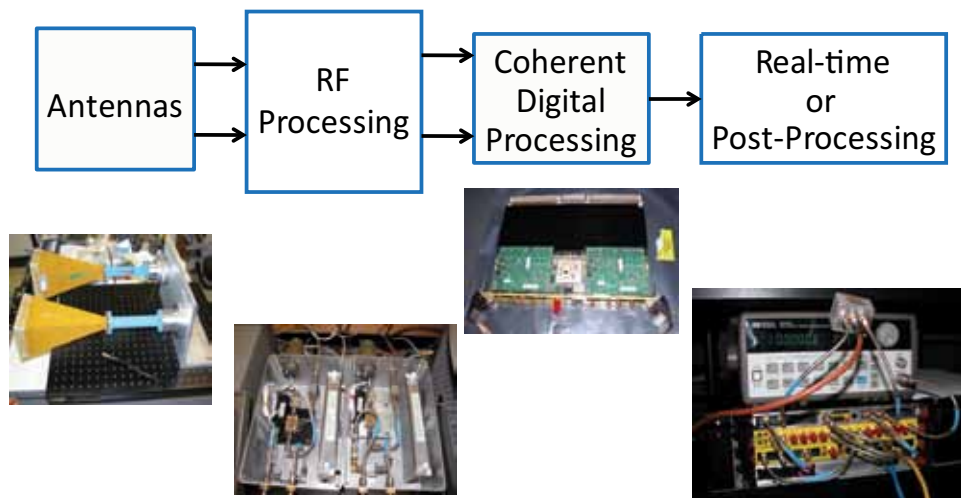 Antennas
RF
Processing
Coherent
Digital
Processing
Real-time
or
Post-Processing